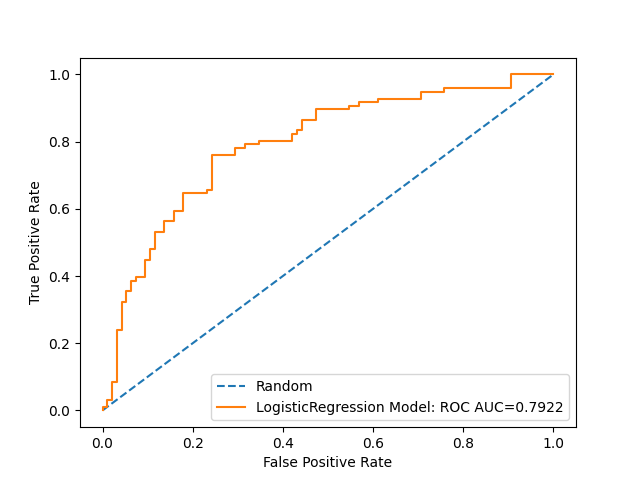 1.0
0.8
0.6
0.4
0.2
0.0
True Positive Rate
Random
LogisticRegression Model: ROC AUC=0.7922
0.0 0.2 0.4 0.6 0.8 1.0
False Positive Rate